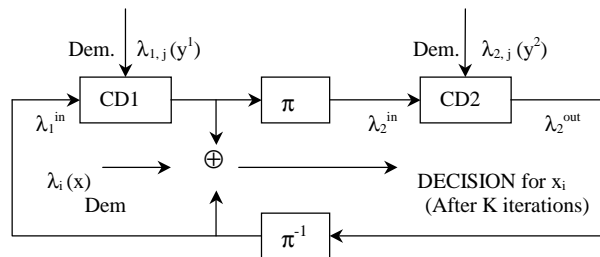 Dem. λ1, j (y1)
Dem. λ2, j (y2)
CD1
π
CD2
λ1in
λ2in
λ2out
⊕
λi (x)
Dem
DECISION for xi
(After K iterations)
π-1